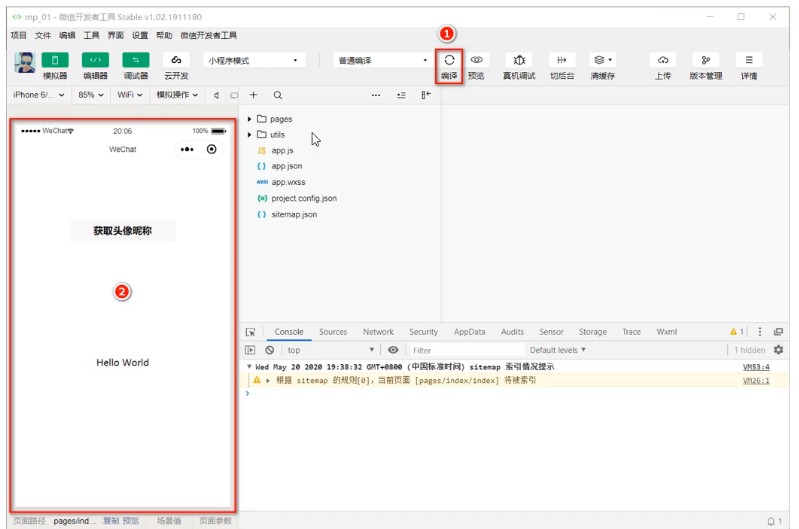 mp_01 - 微信开发者工具 Stable v1.02.1911180
项目 文件 编辑 工具 界面 设置 帮助 微信开发者工具
1
模拟器 编辑器 调试器 云开发 小程序模式 普通编译 编译 预览 真机调试 切后台 清缓存 上传 版本管理 详情
iPhone 6/... 85% WiFi 模拟操作
WeChat 20:06 100%
WeChat
获取头像昵称
2
Hello World
pages
utils
JS app.js
{ } app.json
app.wxss
{o} project.config.json
{ } sitemap.json
Console Sources Network Security AppData Audits Sensor Storage Trace Wxml 1
top Filter Default levels 1 hidden
Wed May 20 2020 19:38:32 GMT+0800 (中国标准时间) sitemap 索引情况提示 VM53:4
根据 sitemap 的规则[0]，当前页面 [pages/index/index] 将被索引 VM26:1
页面路径 pages/ind... 复制 预览 场景值 页面参数 1